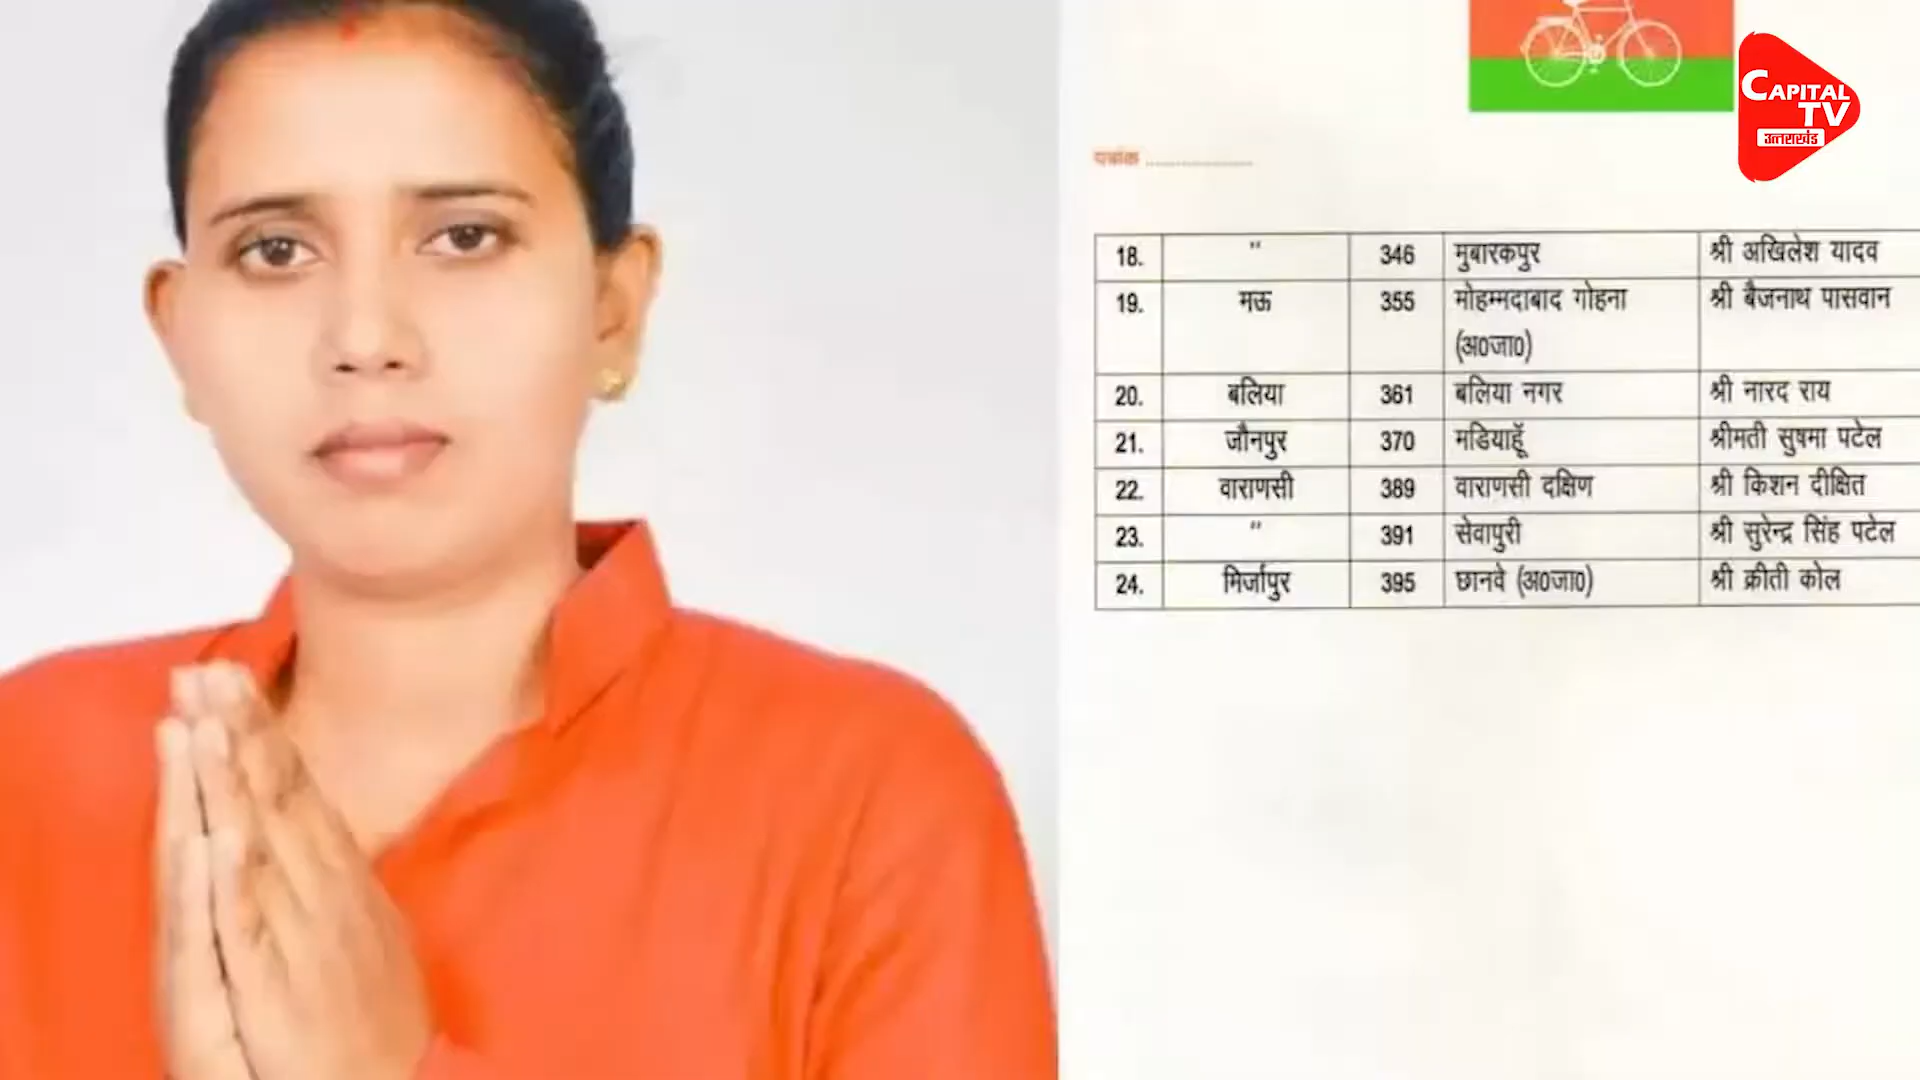 CAPITAL
TV
उत्तराखंड
पत्रांक ....................
18. " 346 मुबारकपुर श्री अखिलेश यादव
19. मऊ 355 मोहम्मदाबाद गोहना श्री बैजनाथ पासवान
(अ0जा0)
20. बलिया 361 बलिया नगर श्री नारद राय
21. जौनपुर 370 मडियाहूँ श्रीमती सुषमा पटेल
22. वाराणसी 389 वाराणसी दक्षिण श्री किशन दीक्षित
23. " 391 सेवापुरी श्री सुरेन्द्र सिंह पटेल
24. मिर्जापुर 395 छानवे (अ0जा0) श्री क्रीती कोल